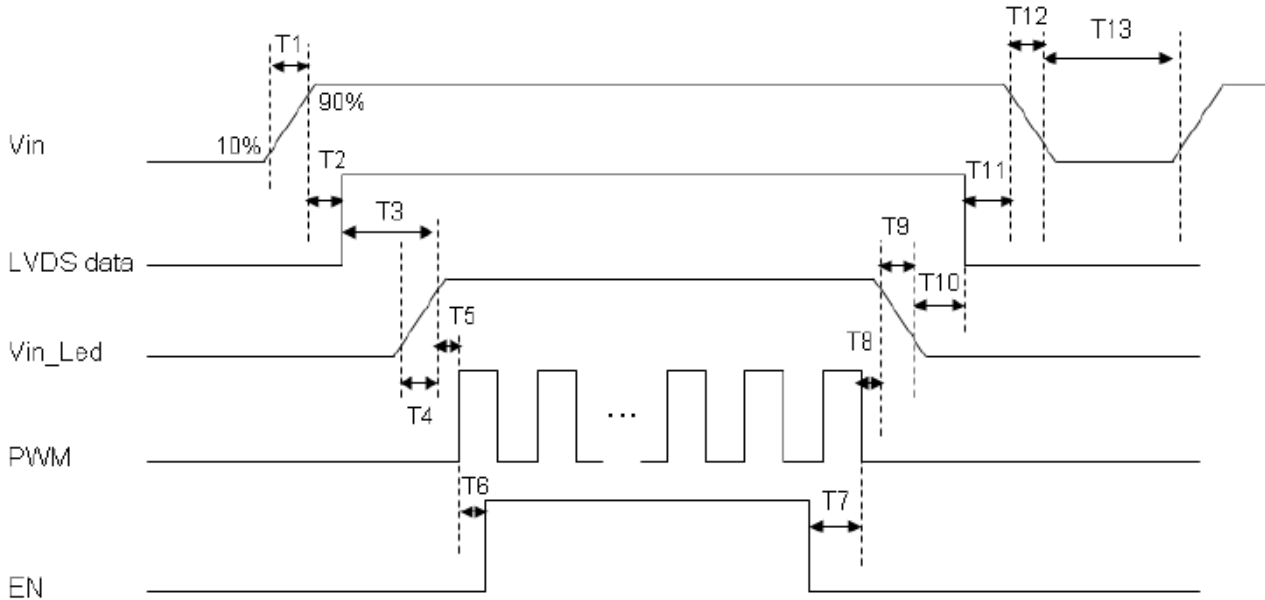 T1
T12
T13
90%
Vin
10%
T2
T11
T3
T9
LVDS data
T10
T5
Vin_Led
T8
T4
...
PWM
T6
T7
EN